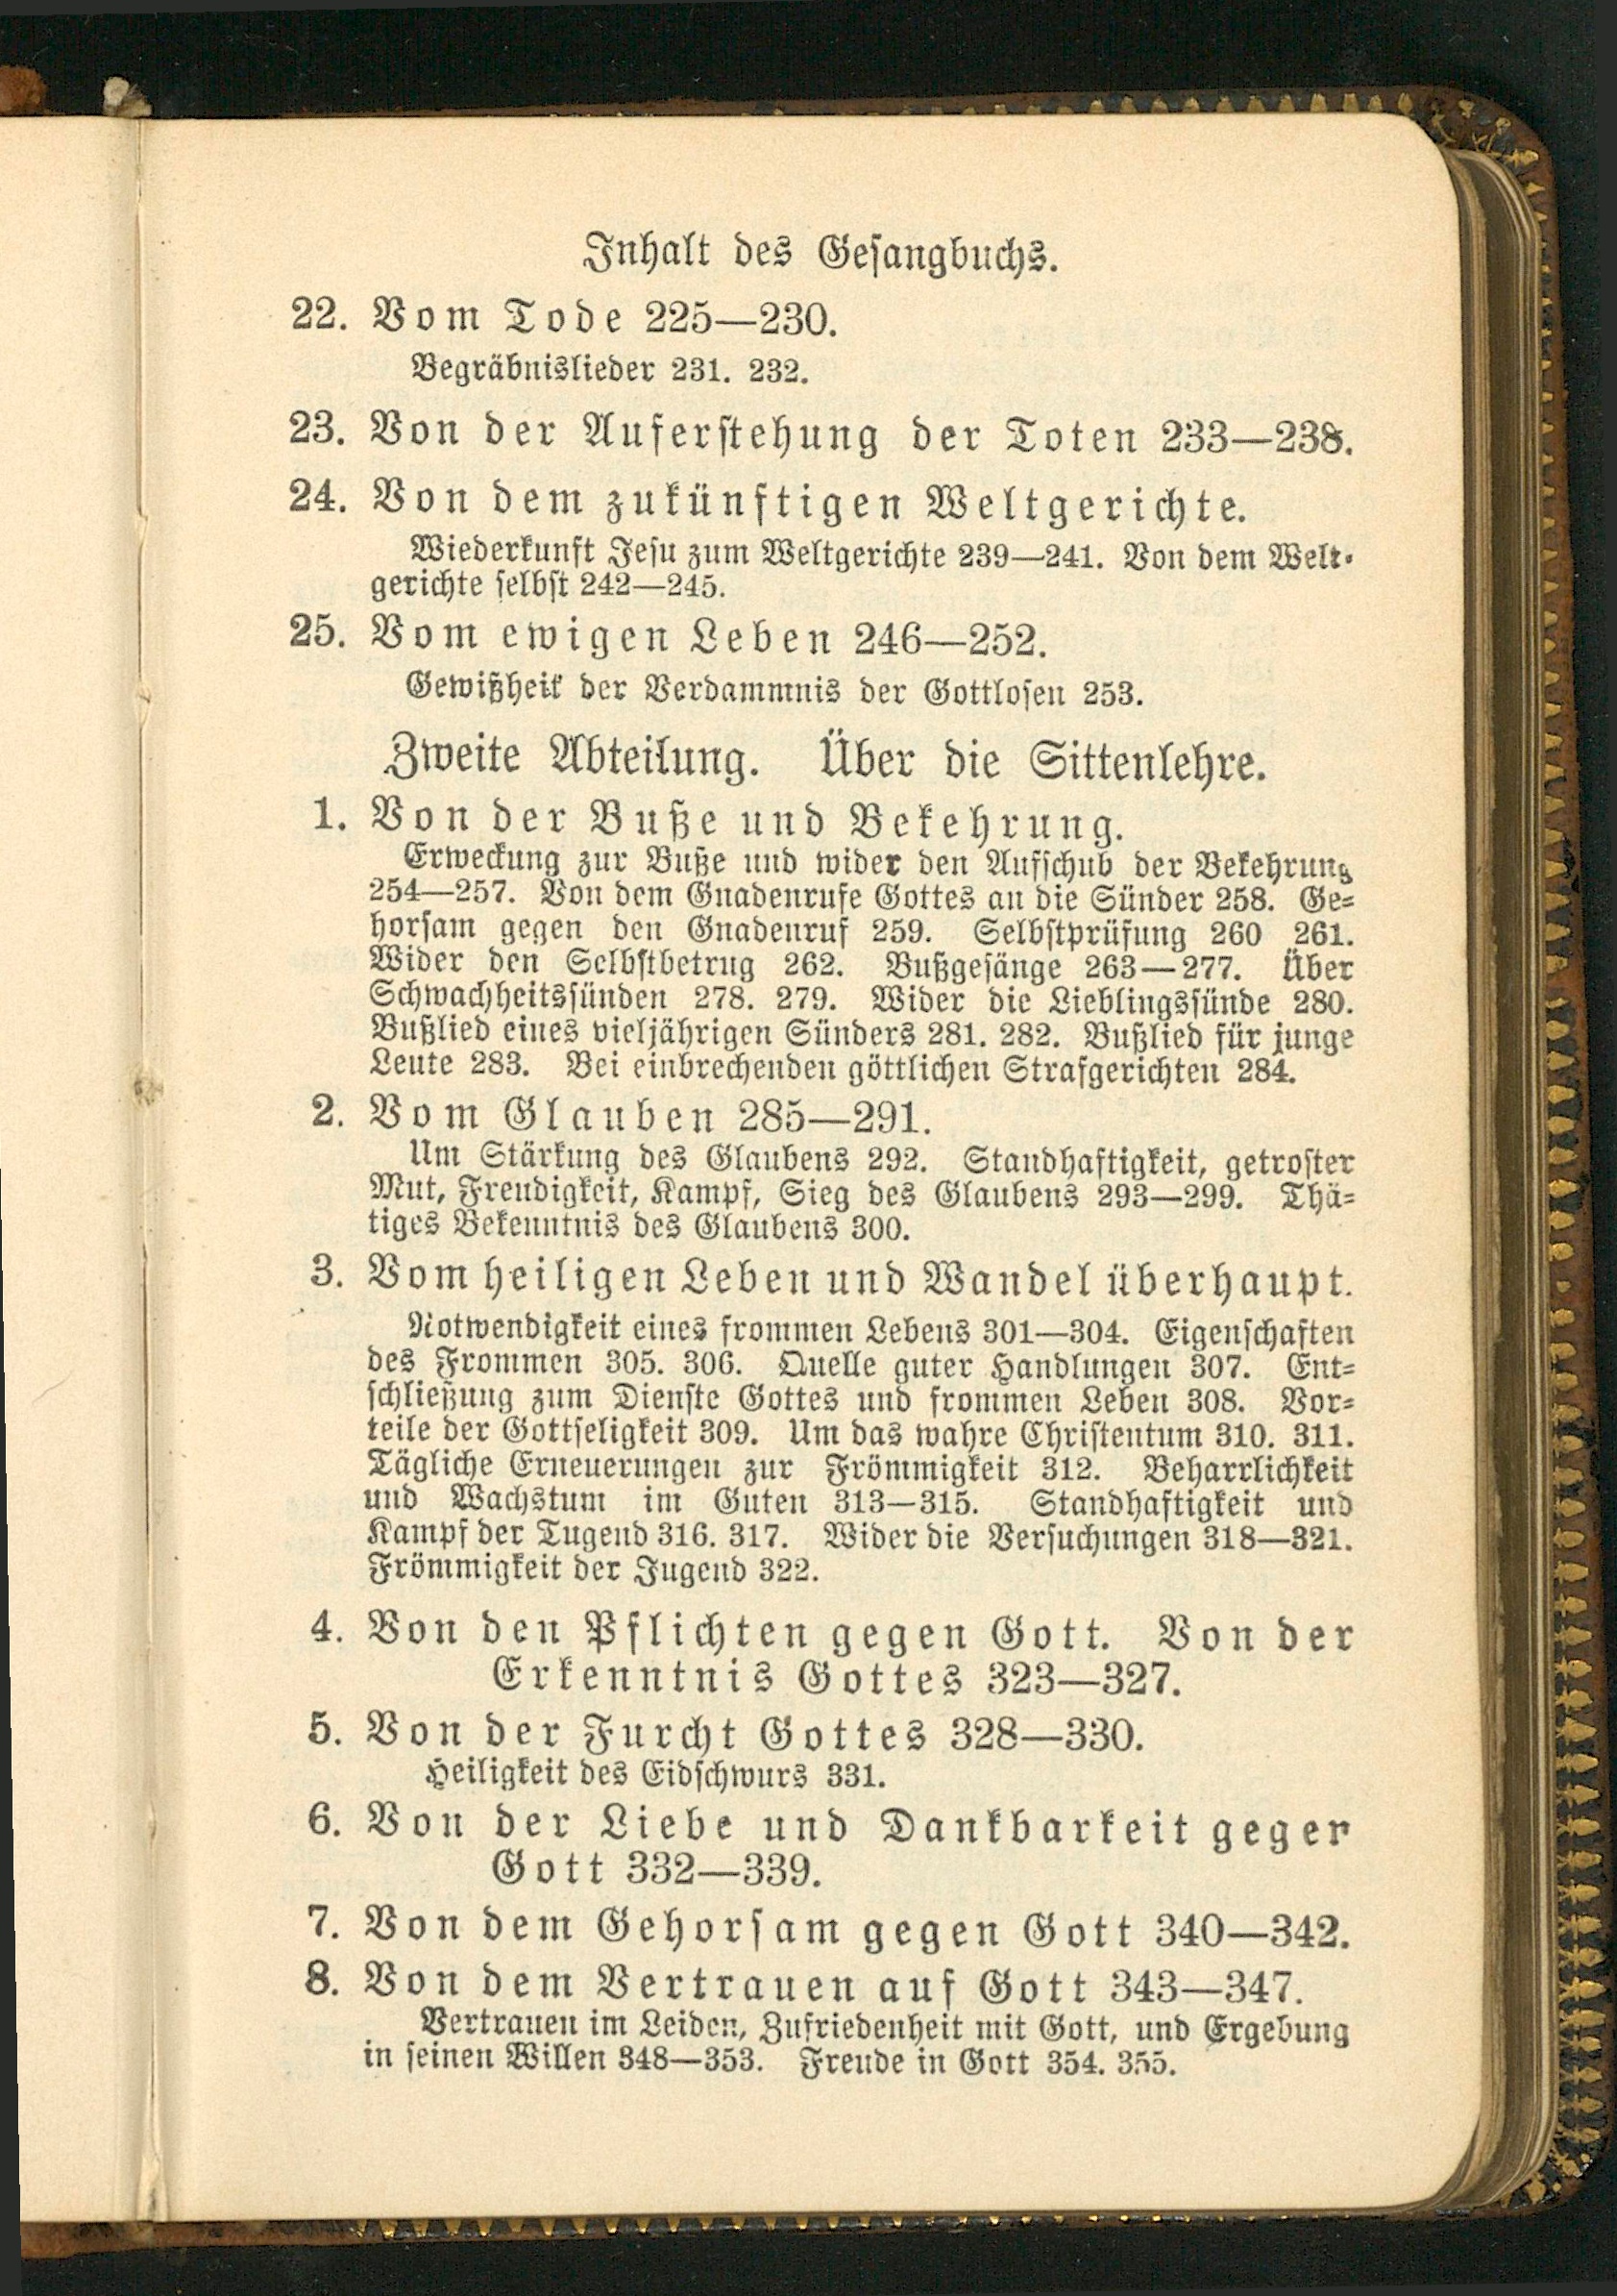 Inhalt des Gesangbuchs.
22. Vom Tode 225—230.
Begräbnislieder 231. 232.
23. Von der Auferstehung der Toten 233—238.
24. Von dem zukünftigen Weltgerichte.
Wiederkunft Jesu zum Weltgerichte 239—241. Von dem Welt-
gerichte selbst 242—245.
25. Vom ewigen Leben 246—252.
Gewißheit der Verdammnis der Gottlosen 253.
Zweite Abteilung. Über die Sittenlehre.
1. Von der Buße und Bekehrung.
Erweckung zur Buße und wider den Aufschub der Bekehrung
254—257. Von dem Gnadenrufe Gottes an die Sünder 258. Ge-
horsam gegen den Gnadenruf 259. Selbstprüfung 260 261.
Wider den Selbstbetrug 262. Bußgesänge 263—277. Über
Schwachheitssünden 278. 279. Wider die Lieblingssünde 280.
Bußlied eines vieljährigen Sünders 281. 282. Bußlied für junge
Leute 283. Bei einbrechenden göttlichen Strafgerichten 284.
2. Vom Glauben 285—291.
Um Stärkung des Glaubens 292. Standhaftigkeit, getroster
Mut, Freudigkeit, Kampf, Sieg des Glaubens 293—299. Thä-
tiges Bekenntnis des Glaubens 300.
3. Vom heiligen Leben und Wandel überhaupt.
Notwendigkeit eines frommen Lebens 301—304. Eigenschaften
des Frommen 305. 306. Quelle guter Handlungen 307. Ent-
schließung zum Dienste Gottes und frommen Leben 308. Vor-
teile der Gottseligkeit 309. Um das wahre Christentum 310. 311.
Tägliche Erneuerungen zur Frömmigkeit 312. Beharrlichkeit
und Wachstum im Guten 313—315. Standhaftigkeit und
Kampf der Tugend 316. 317. Wider die Versuchungen 318—321.
Frömmigkeit der Jugend 322.
4. Von den Pflichten gegen Gott. Von der
Erkenntnis Gottes 323—327.
5. Von der Furcht Gottes 328—330.
Heiligkeit des Eidschwurs 331.
6. Von der Liebe und Dankbarkeit gegen
Gott 332—339.
7. Von dem Gehorsam gegen Gott 340—342.
8. Von dem Vertrauen auf Gott 343—347.
Vertrauen im Leiden, Zufriedenheit mit Gott, und Ergebung
in seinen Willen 348—353. Freude in Gott 354. 355.